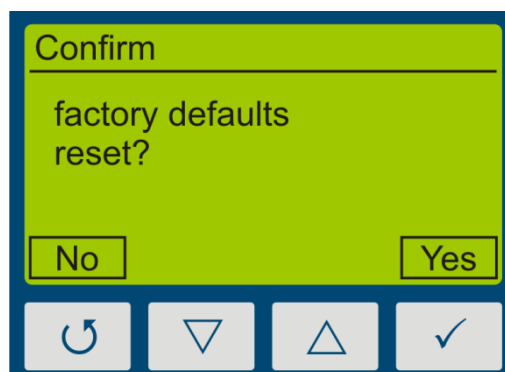 Confirm
factory defaults
reset?
No
Yes